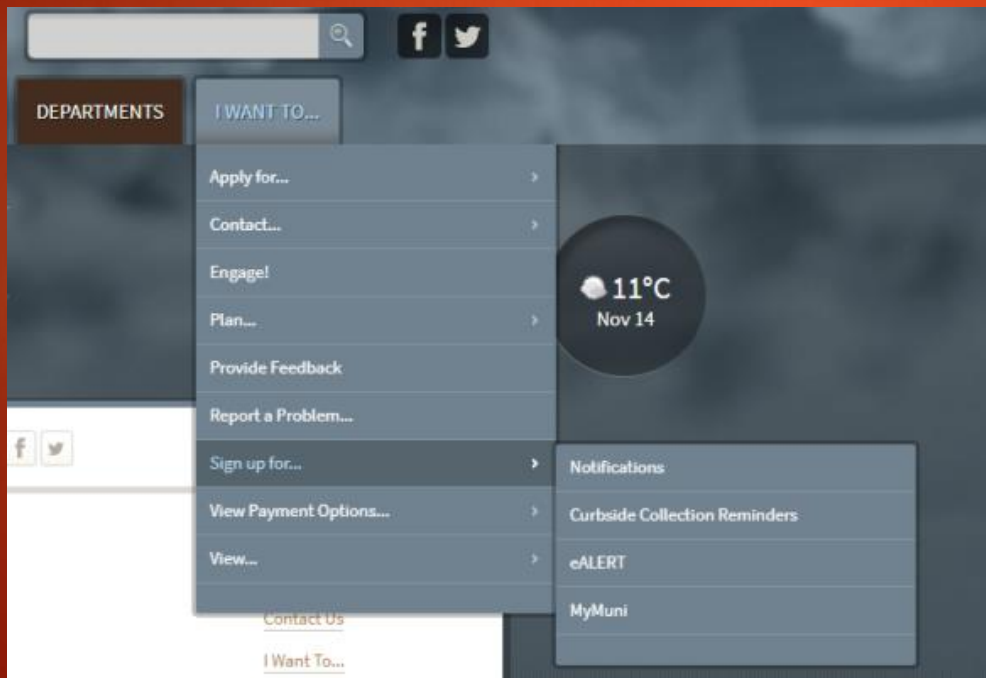 DEPARTMENTS
I WANT TO...
Apply for...
Contact...
Engage!
Plan...
Provide Feedback
Report a Problem...
Sign up for...
View Payment Options...
View...
Notifications
Curbside Collection Reminders
eALERT
MyMuni
11°C
Nov 14
Contact Us
I Want To...